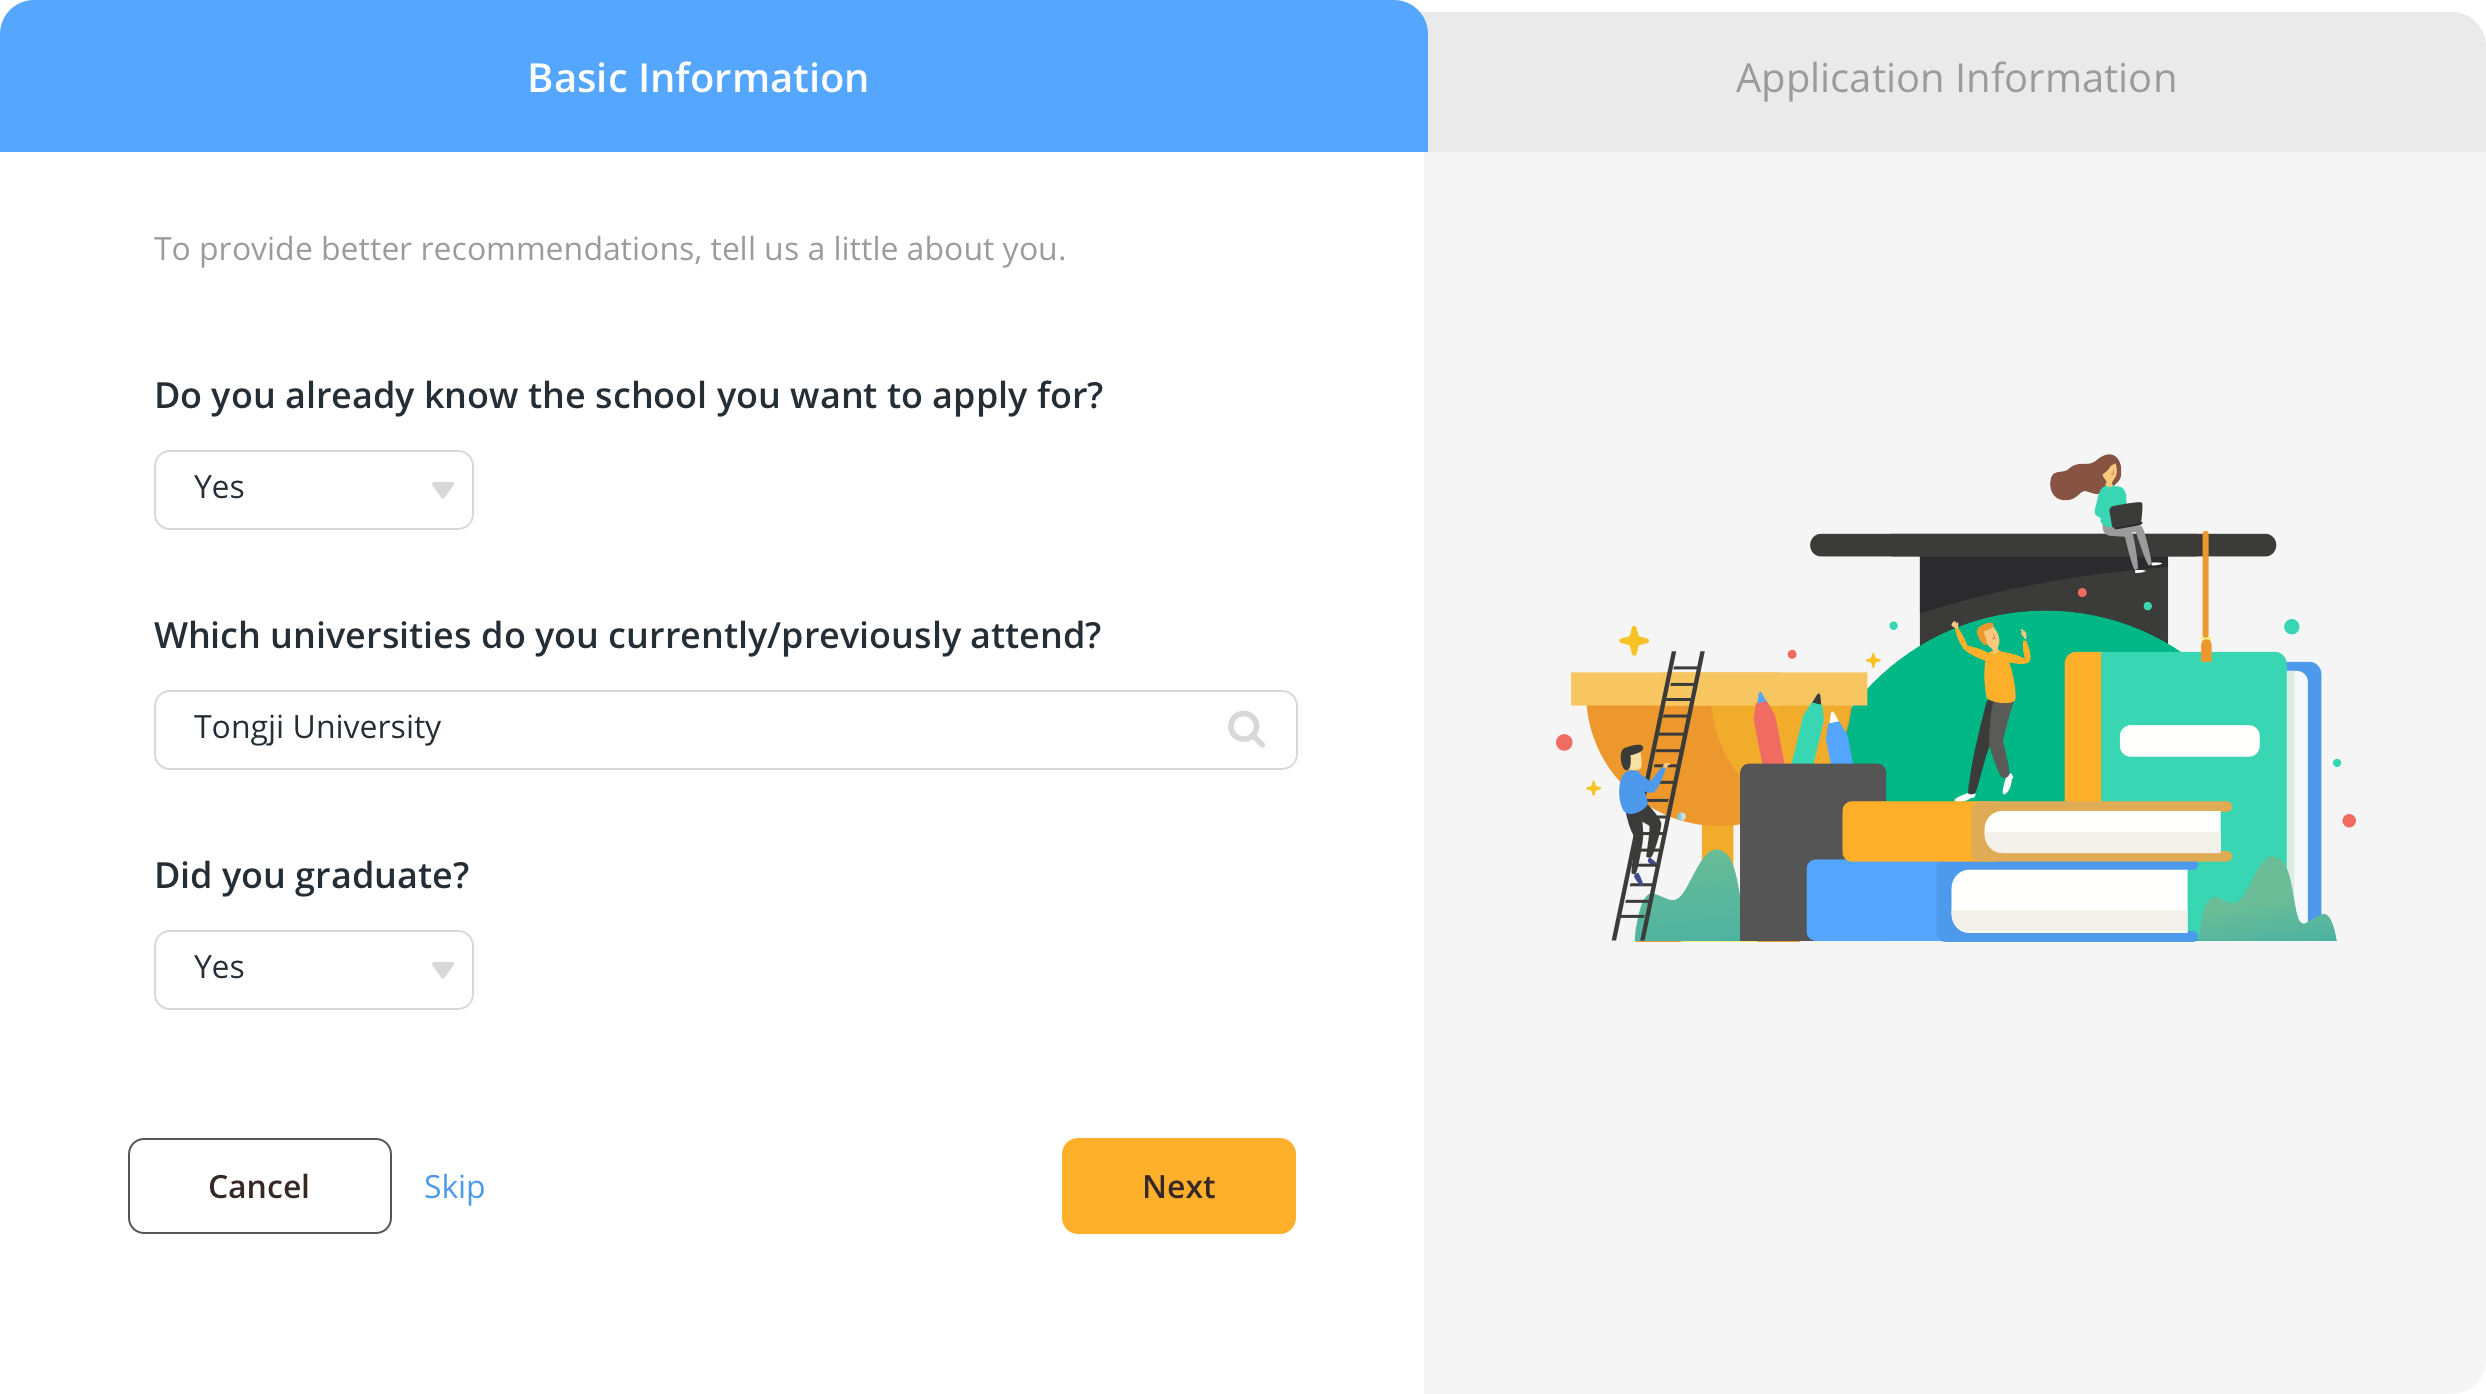 Basic Information
Application Information
To provide better recommendations, tell us a little about you.
Do you already know the school you want to apply for?
Yes
Which universities do you currently/previously attend?
Tongji University
Did you graduate?
Yes
Cancel
Skip
Next